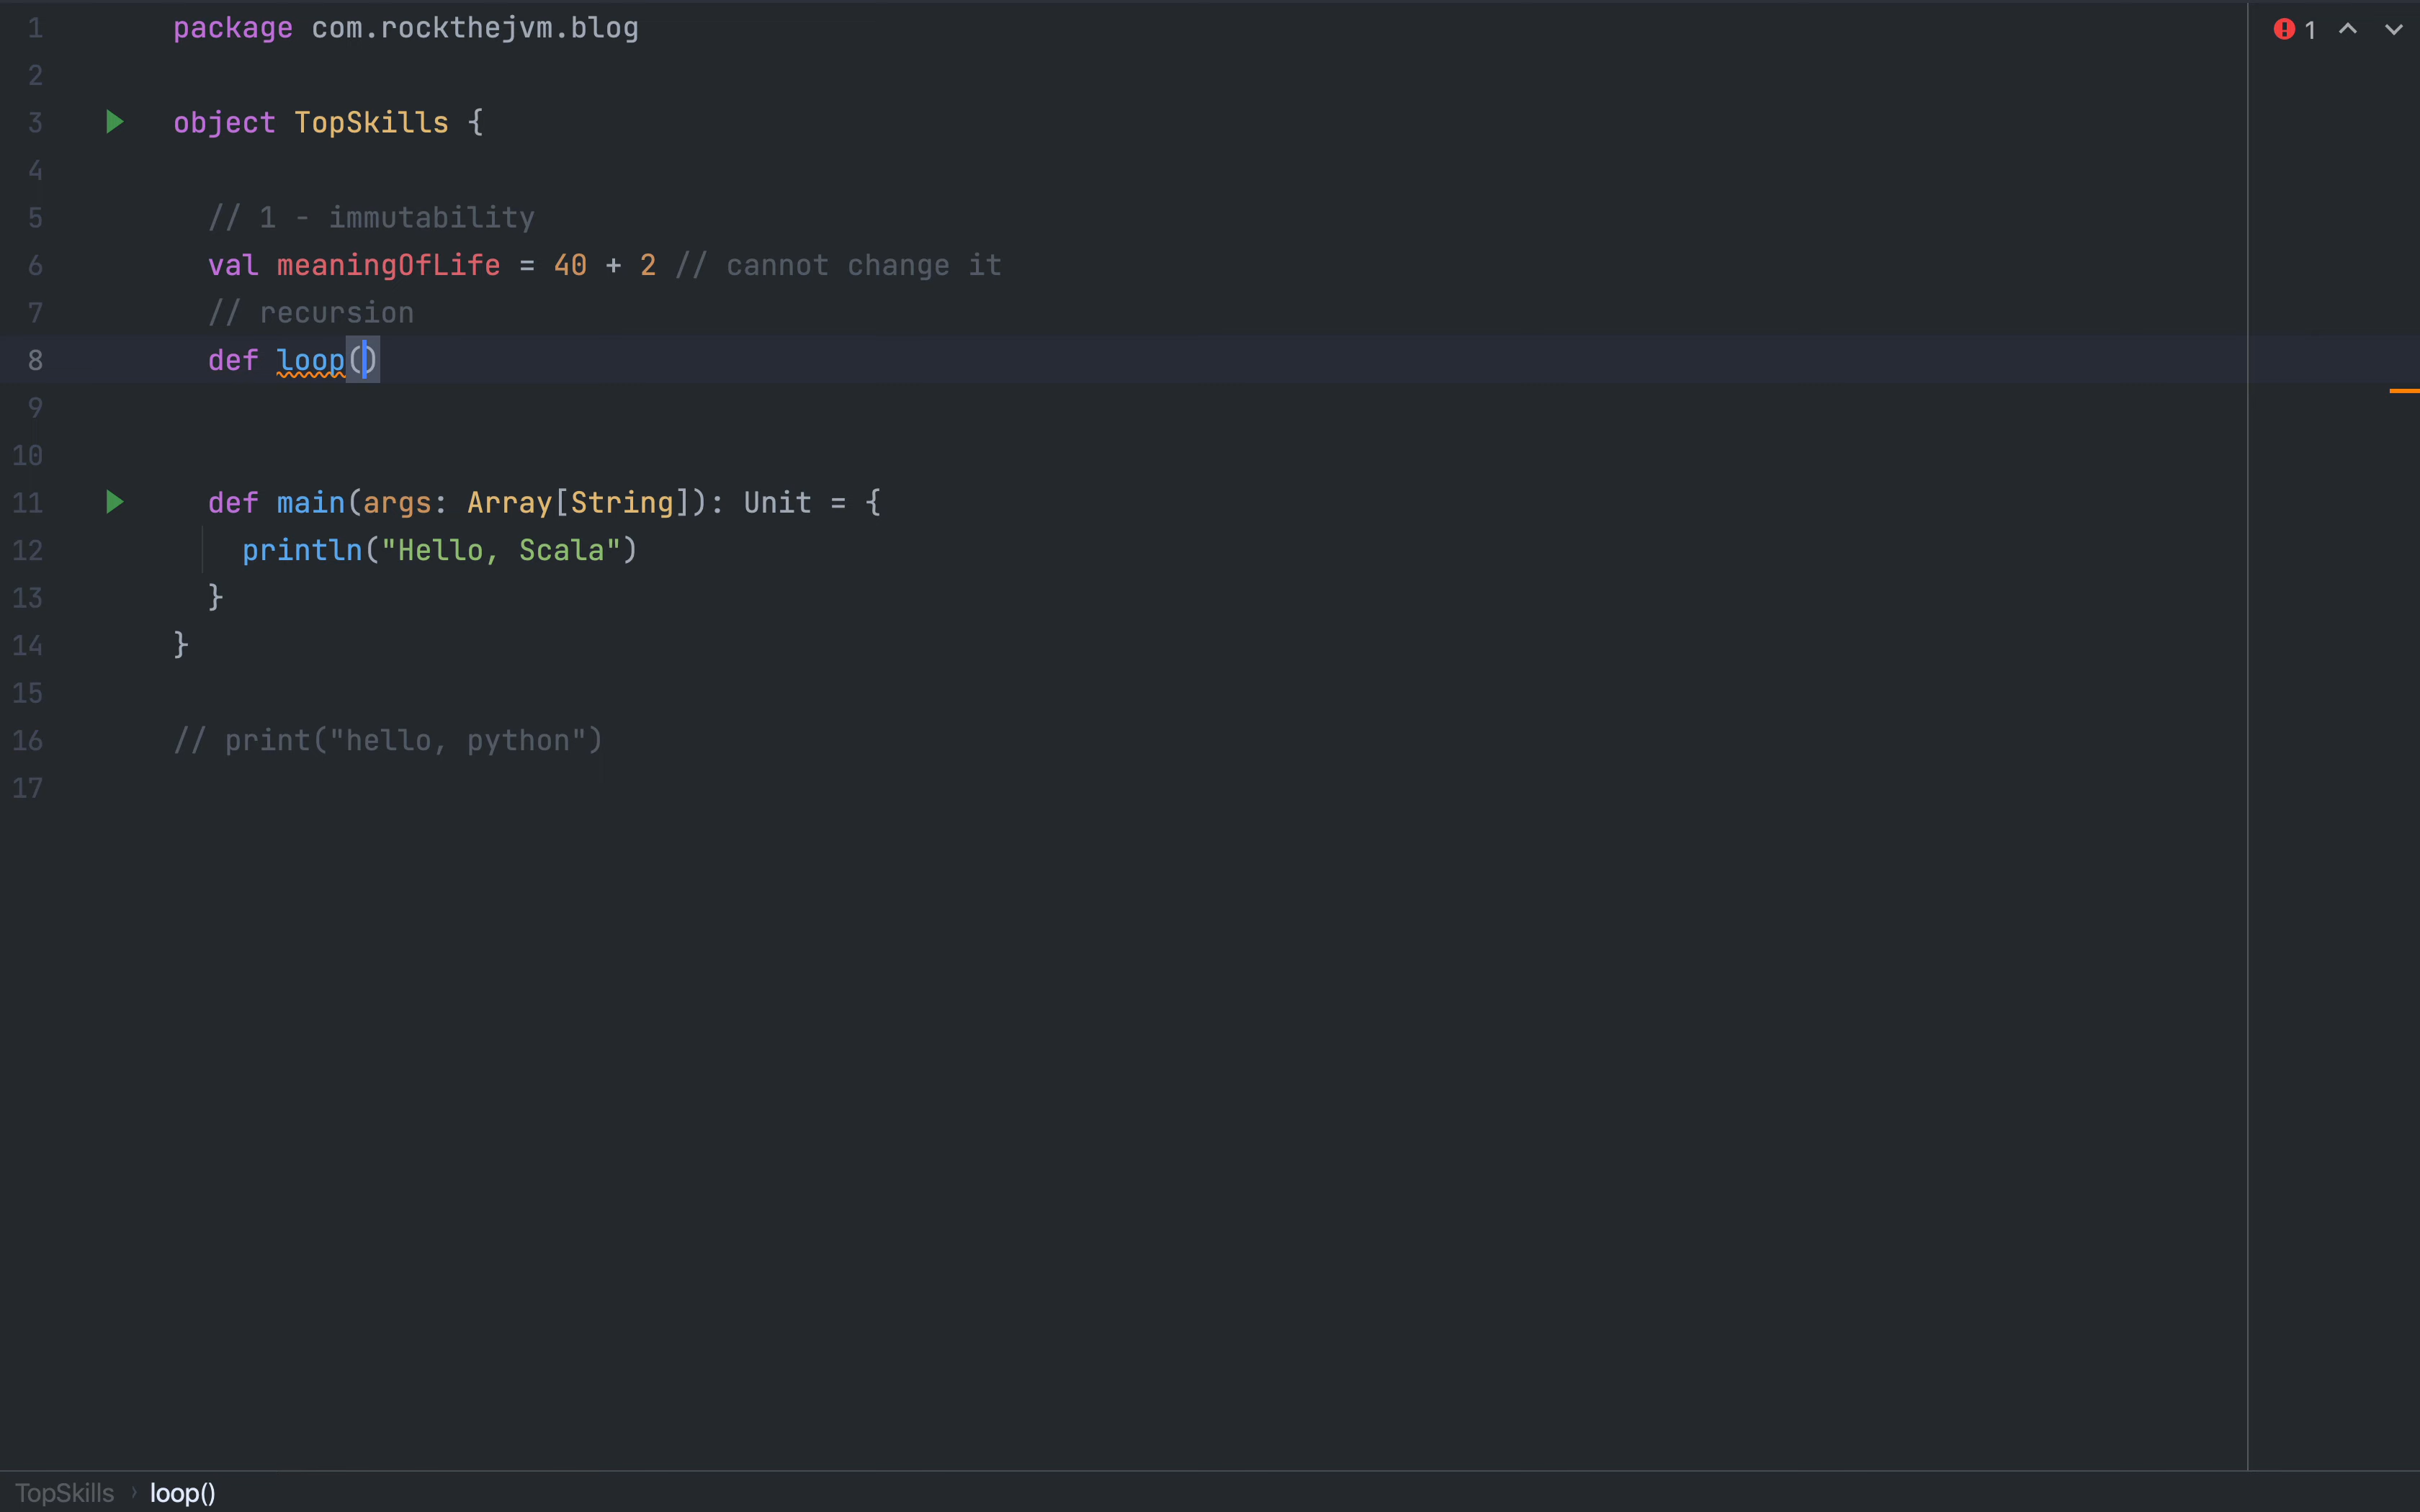 1 package com.rockthejvm.blog
2
3 object TopSkills {
4
5 // 1 - immutability
6 val meaningOfLife = 40 + 2 // cannot change it
7 // recursion
8 def loop()
9
10
11 def main(args: Array[String]): Unit = {
12 println("Hello, Scala")
13 }
14 }
15
16 // print("hello, python")
17
1
TopSkills › loop()